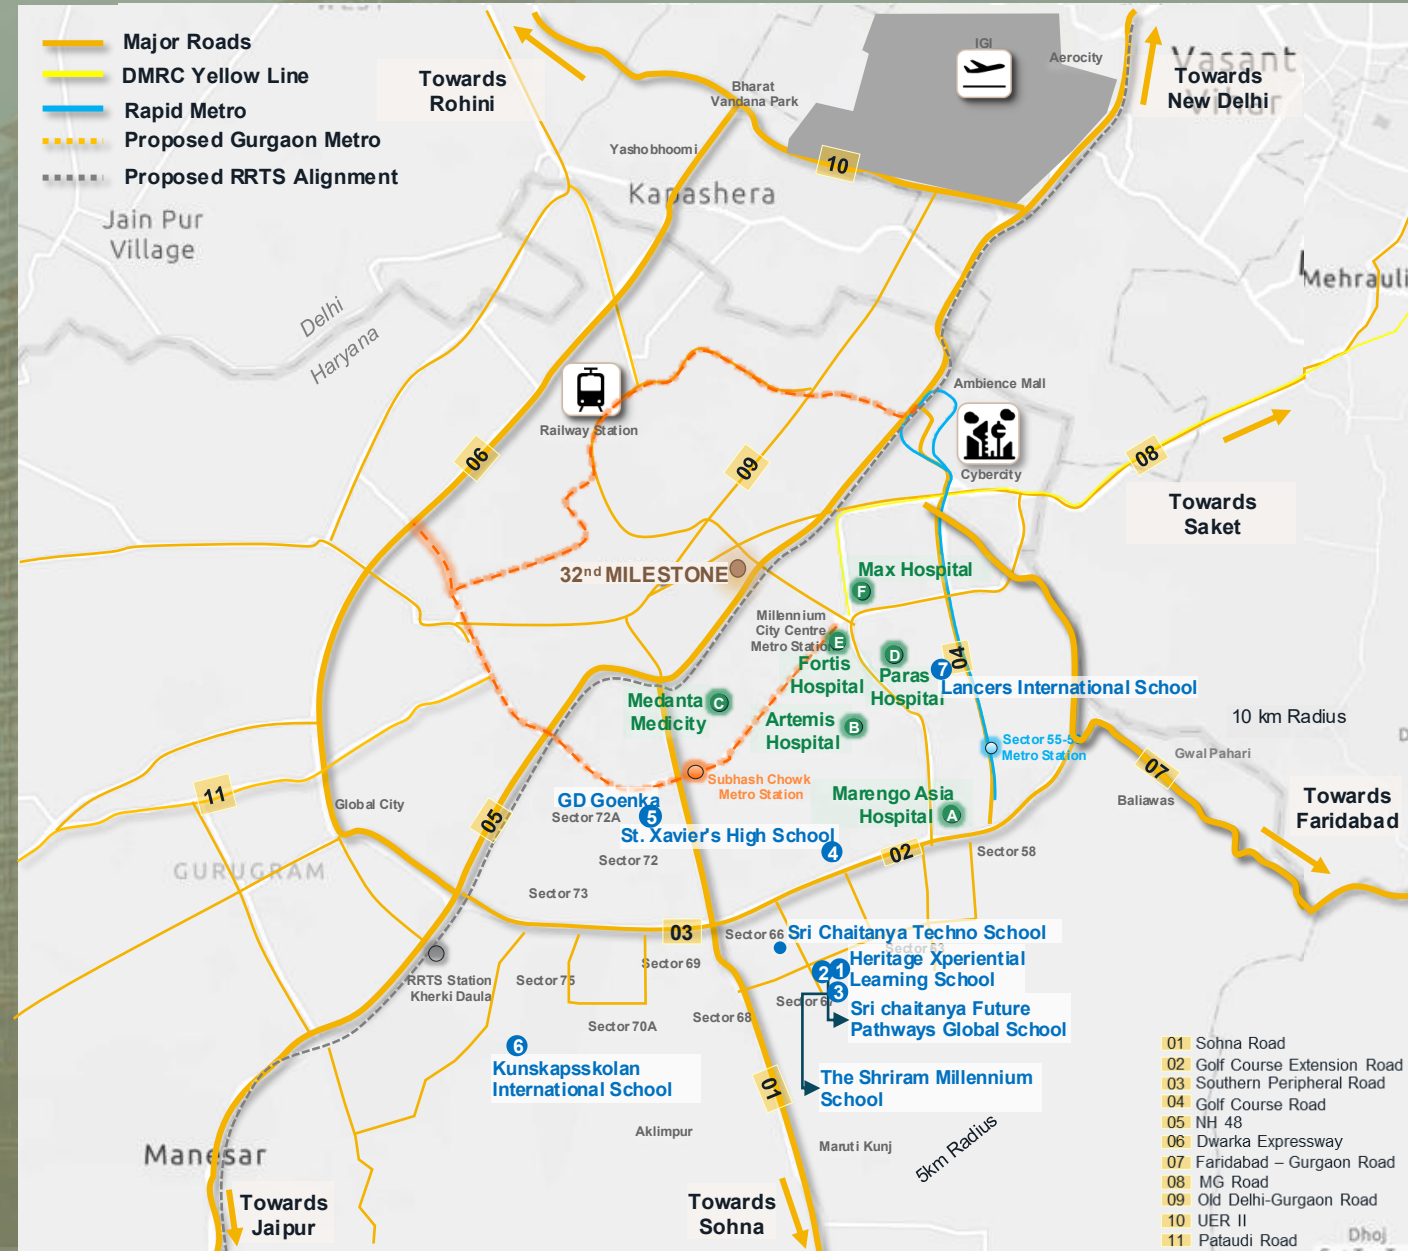 Major Roads
DMRC Yellow Line
Rapid Metro
Proposed Gurgaon Metro
Proposed RRTS Alignment
Towards
Rohini
Bharat
Vandana Park
IGI
Aerocity
Vasant
Vihar
Towards
New Delhi
Yashobhoomi
10
Kapashera
Jain Pur
Village
Mehrauli
Delhi
Haryana
Ambience Mall
Railway Station
06
09
08
Cybercity
Towards
Saket
32nd MILESTONE
Max Hospital
F
Millennium
City Centre
Metro Station
E
Fortis
Hospital
D
Paras
Hospital
04
7
Lancers International School
Medanta
Medicity
C
Artemis
Hospital
B
10 km Radius
Sector 55-5
Metro Station
Gwal Pahari
07
Baliawas
Subhash Chowk
Metro Station
Towards
Faridabad
11
Global City
05
GD Goenka
Sector 72A
5
Marengo Asia
Hospital
A
St. Xavier's High School
4
02
Sector 58
Sector 72
GURUGRAM
Sector 73
03
Sector 66
Sri Chaitanya Techno School
Sector 63
Sector 69
2
1
Heritage Xperiential
Learning School
RRTS Station
Kherki Daula
Sector 75
Sector 67
3
Sri chaitanya Future
Pathways Global School
Sector 68
Sector 70A
6
Kunskapsskolan
International School
01
The Shriram Millennium
School
Aklimpur
Maruti Kunj
5km Radius
Manesar
Towards
Jaipur
Towards
Sohna
01 Sohna Road
02 Golf Course Extension Road
03 Southern Peripheral Road
04 Golf Course Road
05 NH 48
06 Dwarka Expressway
07 Faridabad – Gurgaon Road
08 MG Road
09 Old Delhi-Gurgaon Road
10 UER II
11 Pataudi Road
Dhoj